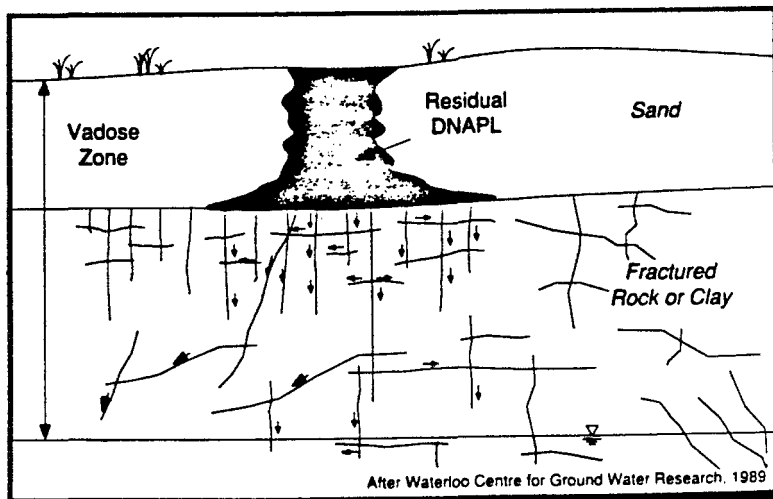 Vadose
Zone
Residual
DNAPL
Sand
Fractured
Rock or Clay
After Waterloo Centre for Ground Water Research, 1989